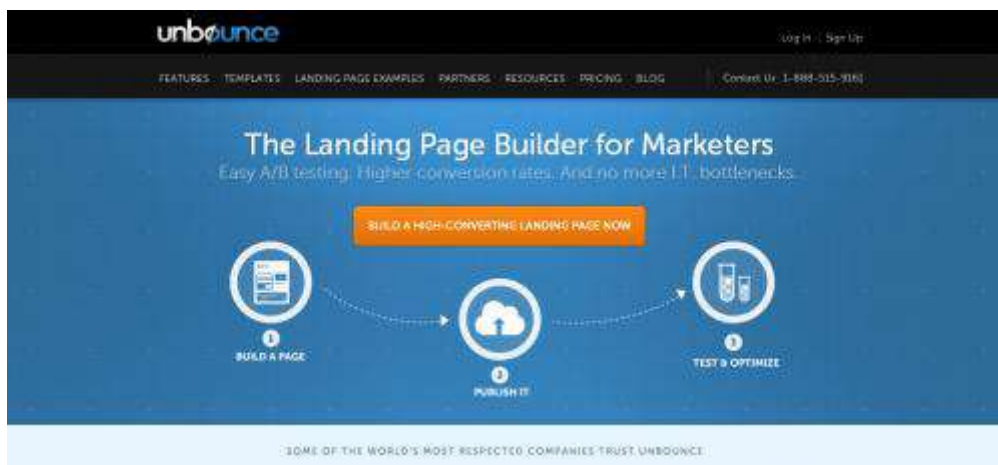 unbounce
Log In Sign Up
FEATURES TEMPLATES LANDING PAGE EXAMPLES PARTNERS RESOURCES PRICING BLOG
Contact Us 1-888-515-9161
The Landing Page Builder for Marketers
Easy A/B testing. Higher conversion rates. And no more I.T. bottlenecks.
BUILD A HIGH-CONVERTING LANDING PAGE NOW
1
BUILD A PAGE
2
PUBLISH IT
3
TEST & OPTIMIZE
SOME OF THE WORLD'S MOST RESPECTED COMPANIES TRUST UNBOUNCE